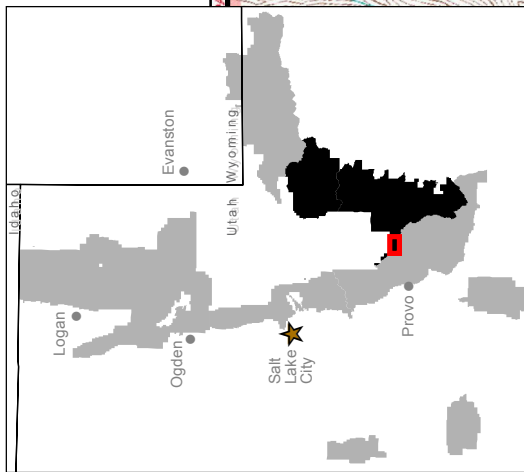 Idaho
Utah
Wyoming
Evanston
Logan
Ogden
Salt
Lake
City
Provo